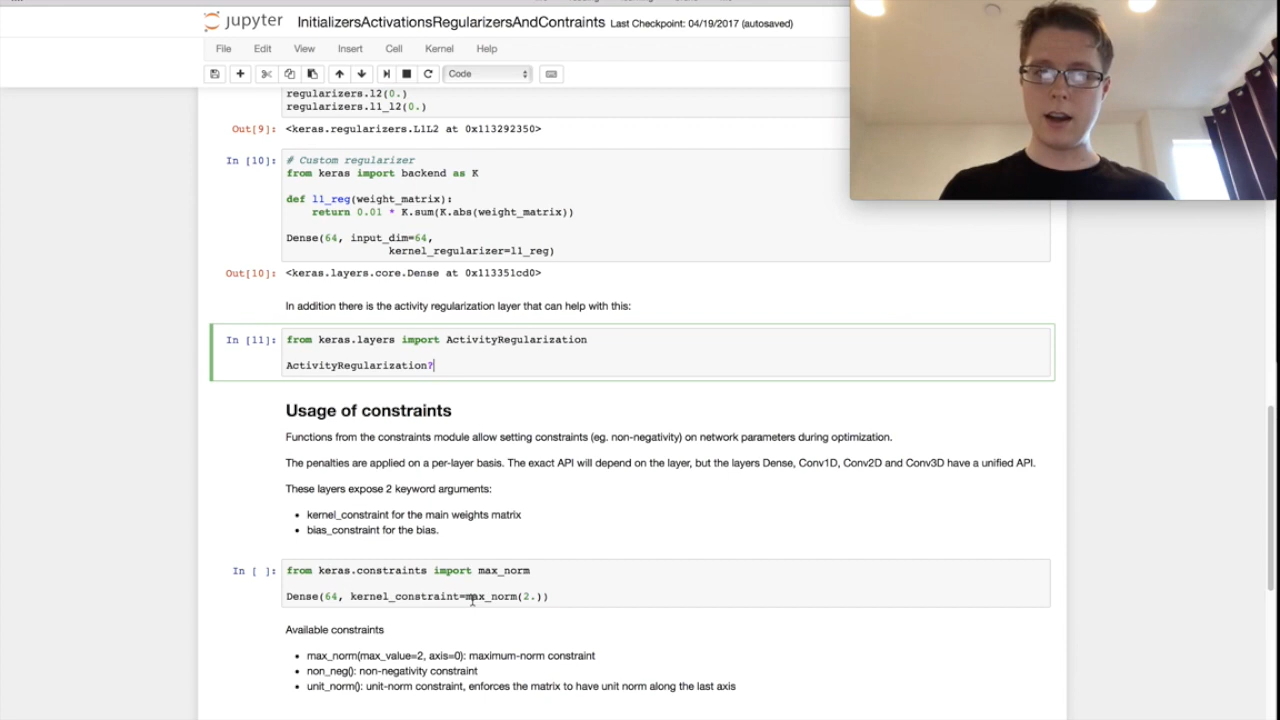 jupyter InitializersActivationsRegularizersAndContraints Last Checkpoint: 04/19/2017 (autosaved)
File Edit View Insert Cell Kernel Help
Code
regularizers.l2(0.)
regularizers.l1_l2(0.)
Out[9]: <keras.regularizers.L1L2 at 0x113292350>
In [10]: # Custom regularizer
from keras import backend as K
def l1_reg(weight_matrix):
return 0.01 * K.sum(K.abs(weight_matrix))
Dense(64, input_dim=64,
kernel_regularizer=l1_reg)
Out[10]: <keras.layers.core.Dense at 0x113351cd0>
In addition there is the activity regularization layer that can help with this:
In [11]: from keras.layers import ActivityRegularization
ActivityRegularization?
Usage of constraints
Functions from the constraints module allow setting constraints (eg. non-negativity) on network parameters during optimization.
The penalties are applied on a per-layer basis. The exact API will depend on the layer, but the layers Dense, Conv1D, Conv2D and Conv3D have a unified API.
These layers expose 2 keyword arguments:
• kernel_constraint for the main weights matrix
• bias_constraint for the bias.
In [ ]: from keras.constraints import max_norm
Dense(64, kernel_constraint=max_norm(2.))
Available constraints
• max_norm(max_value=2, axis=0): maximum-norm constraint
• non_neg(): non-negativity constraint
• unit_norm(): unit-norm constraint, enforces the matrix to have unit norm along the last axis